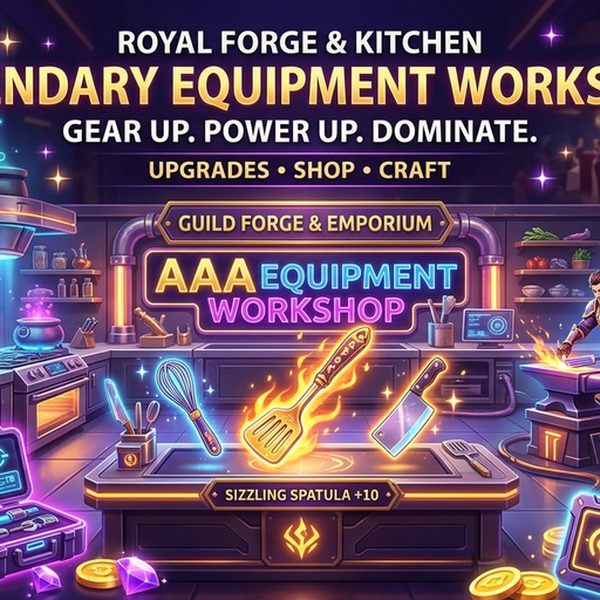 ROYAL FORGE & KITCHEN
ENDARY EQUIPMENT WORKS
GEAR UP. POWER UP. DOMINATE.
UPGRADES • SHOP • CRAFT
GUILD FORGE & EMPORIUM
AAA EQUIPMENT
WORKSHOP
SIZZLING SPATULA +10